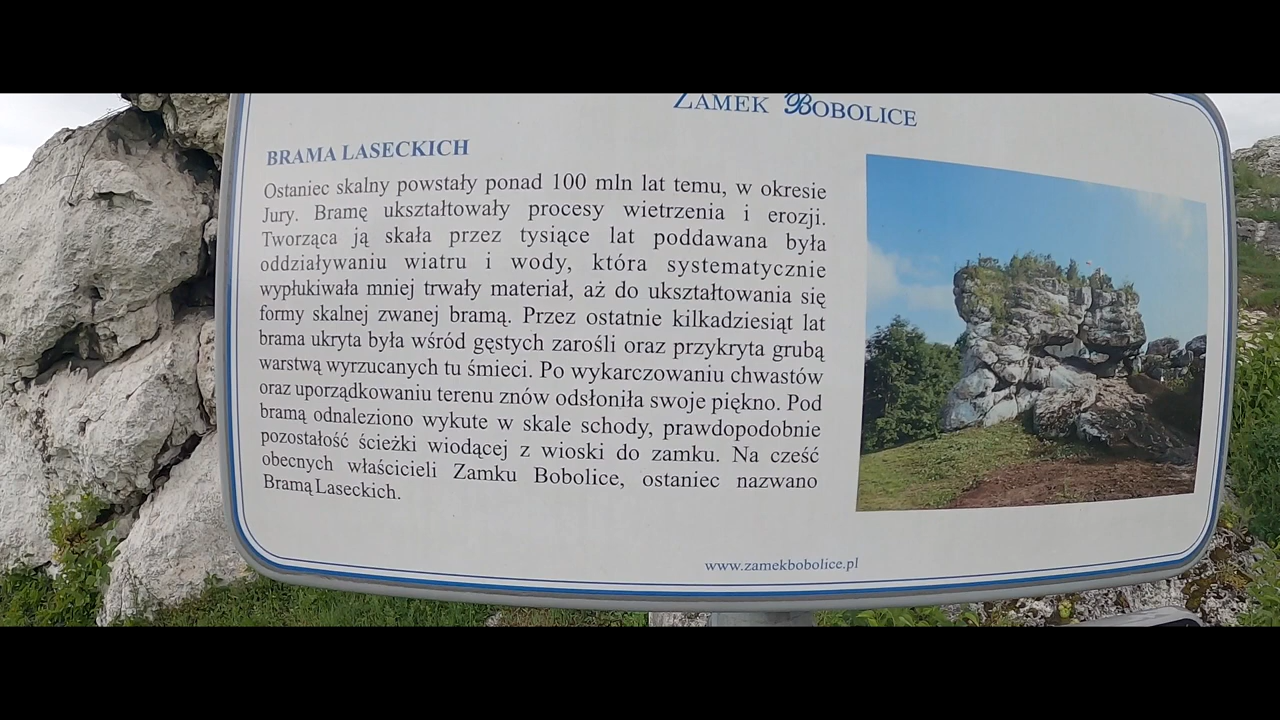 ZAMEK BOBOLICE
BRAMA LASECKICH
Ostaniec skalny powstały ponad 100 mln lat temu, w okresie
Jury. Bramę ukształtowały procesy wietrzenia i erozji.
Tworząca ją skała przez tysiące lat poddawana była
oddziaływaniu wiatru i wody, która systematycznie
wypłukiwała mniej trwały materiał, aż do ukształtowania się
formy skalnej zwanej bramą. Przez ostatnie kilkadziesiąt lat
brama ukryta była wśród gęstych zarośli oraz przykryta grubą
warstwą wyrzucanych tu śmieci. Po wykarczowaniu chwastów
oraz uporządkowaniu terenu znów odsłoniła swoje piękno. Pod
bramą odnaleziono wykute w skale schody, prawdopodobnie
pozostałość ścieżki wiodącej z wioski do zamku. Na cześć
obecnych właścicieli Zamku Bobolice, ostaniec nazwano
Bramą Laseckich.
www.zamekbobolice.pl